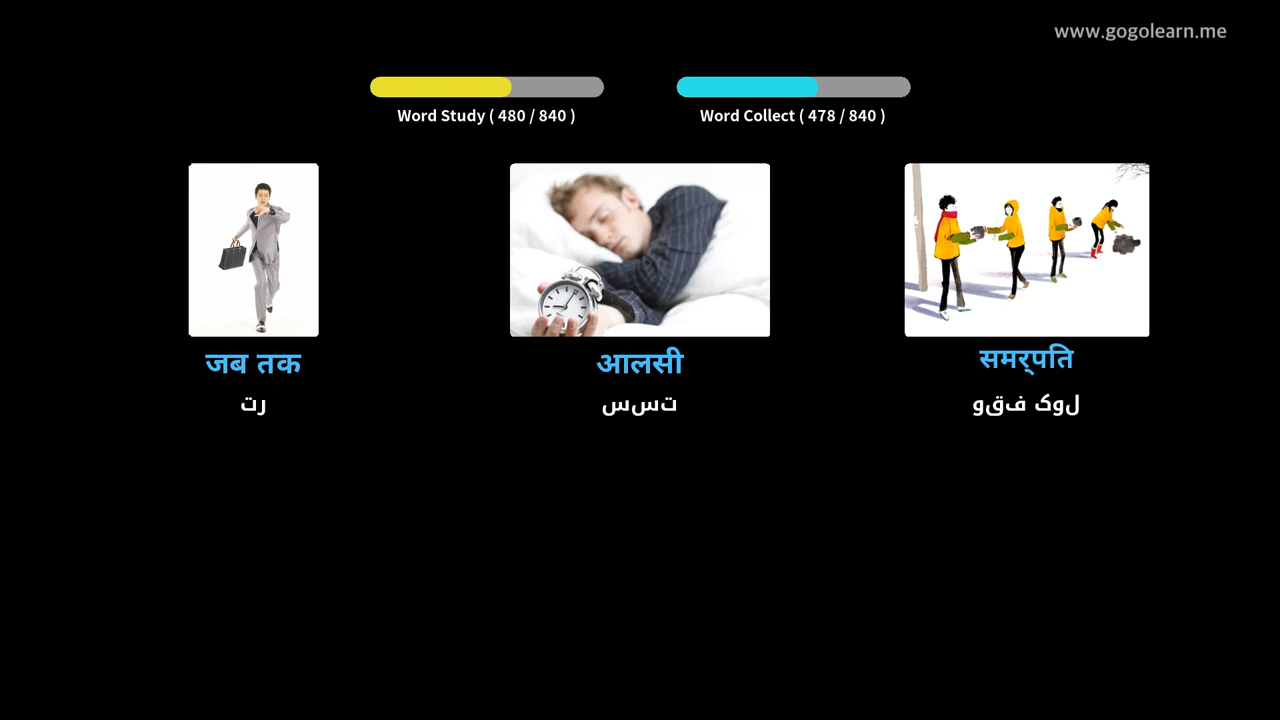 www.gogolearn.me
Word Study ( 480 / 840 )
Word Collect ( 478 / 840 )
जब तक
رت
आलसी
تسس
समर्‌पति
لوک فقو